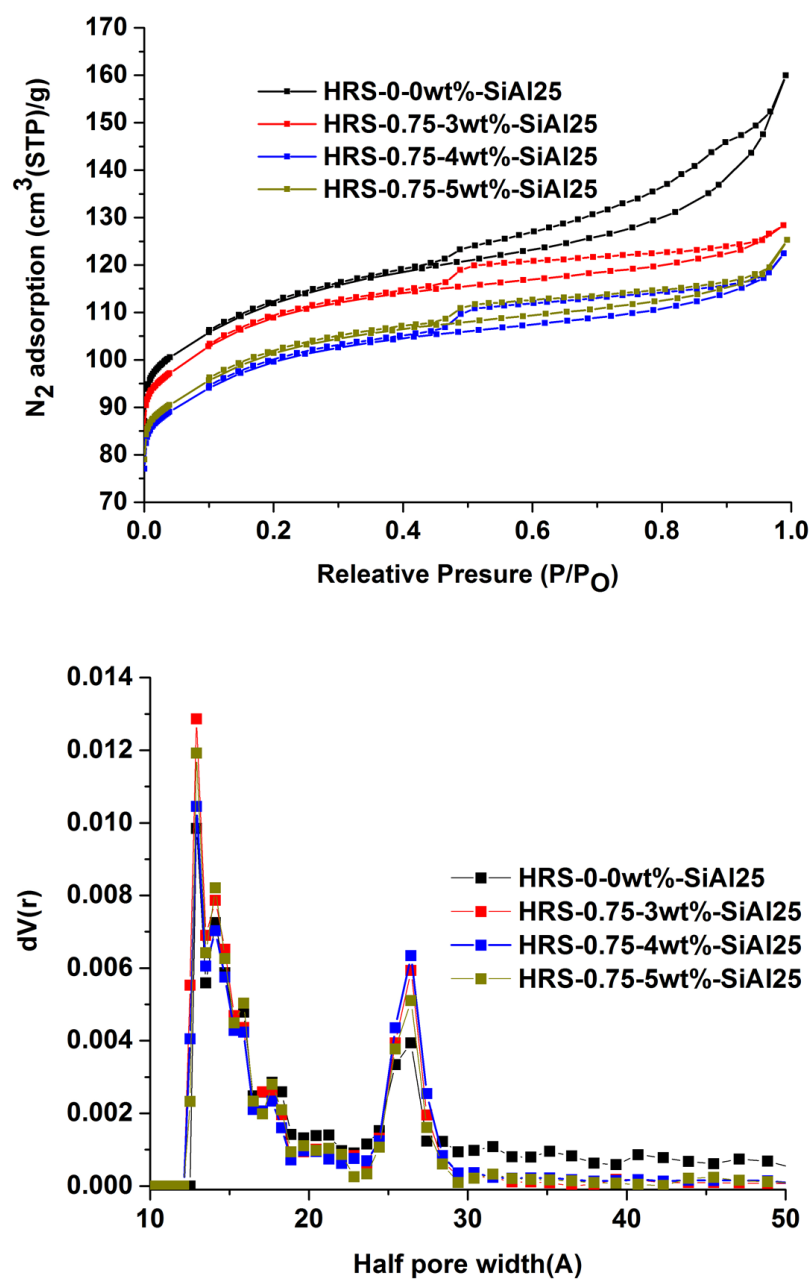 170
160
150
140
130
120
110
100
90
80
70
N2 adsorption (cm3(STP)/g)
HRS-0-0wt%-SiAl25
HRS-0.75-3wt%-SiAl25
HRS-0.75-4wt%-SiAl25
HRS-0.75-5wt%-SiAl25
0.0 0.2 0.4 0.6 0.8 1.0
Releative Presure (P/PO)
0.014
0.012
0.010
0.008
0.006
0.004
0.002
0.000
dV(r)
HRS-0-0wt%-SiAl25
HRS-0.75-3wt%-SiAl25
HRS-0.75-4wt%-SiAl25
HRS-0.75-5wt%-SiAl25
10 20 30 40 50
Half pore width(A)